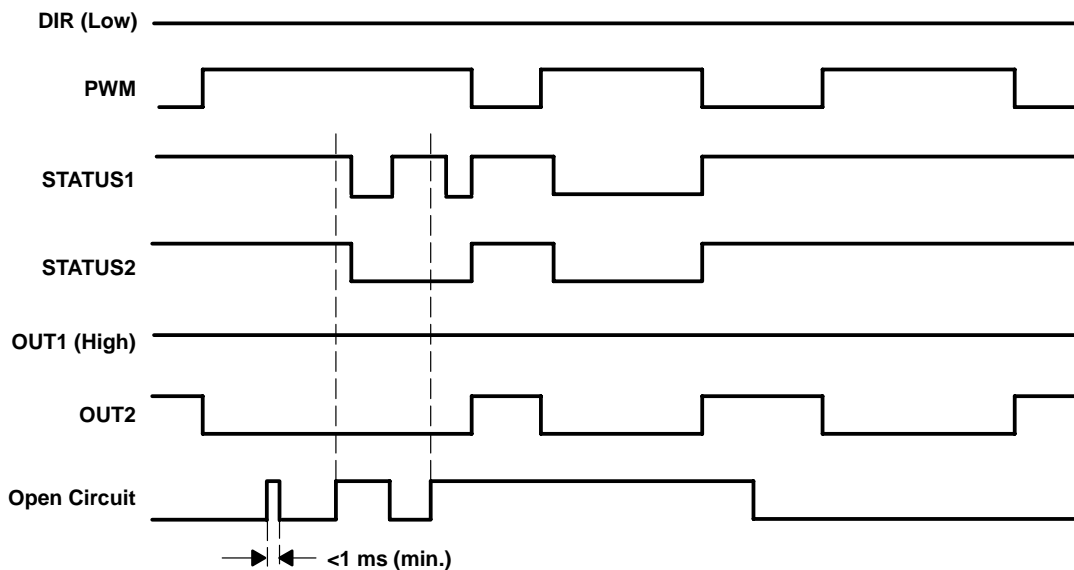 DIR (Low)
PWM
STATUS1
STATUS2
OUT1 (High)
OUT2
Open Circuit
<1 ms (min.)